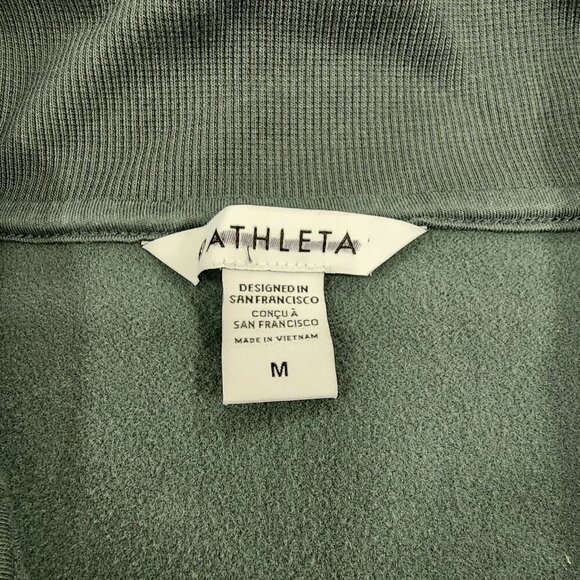 ATHLETA
DESIGNED IN
SAN FRANCISCO
CONÇU À
SAN FRANCISCO
MADE IN VIETNAM
M